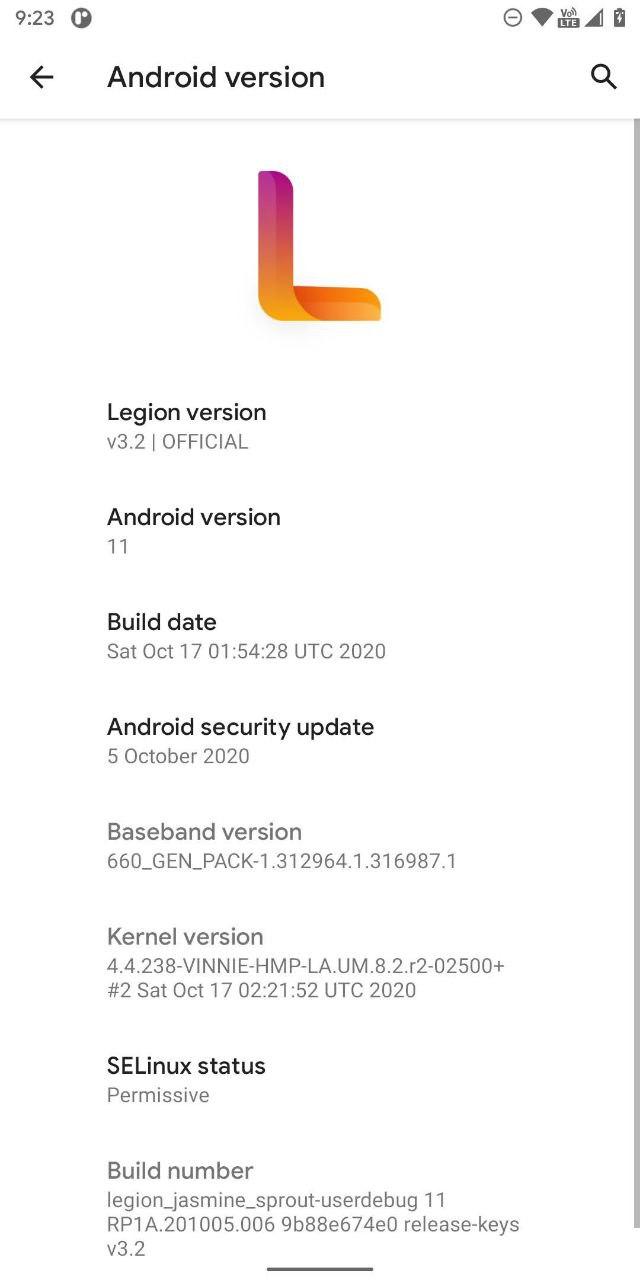 9:23
Vo) LTE
Android version
Legion version
v3.2 | OFFICIAL
Android version
11
Build date
Sat Oct 17 01:54:28 UTC 2020
Android security update
5 October 2020
Baseband version
660_GEN_PACK-1.312964.1.316987.1
Kernel version
4.4.238-VINNIE-HMP-LA.UM.8.2.r2-02500+
#2 Sat Oct 17 02:21:52 UTC 2020
SELinux status
Permissive
Build number
legion_jasmine_sprout-userdebug 11
RP1A.201005.006 9b88e674e0 release-keys
v3.2